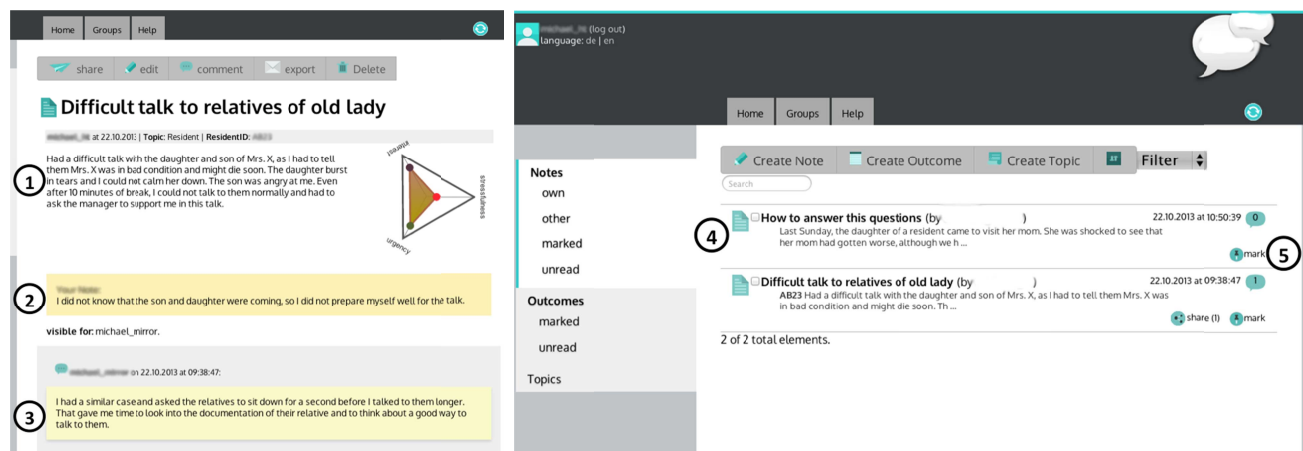 Home Groups Help
share edit comment export Delete
Difficult talk to relatives of old lady
at 22.10.2013 | Topic: Resident | ResidentID:
Had a difficult talk with the daughter and son of Mrs. X, as I had to tell
them Mrs. X was in bad condition and might die soon. The daughter burst
in tears and I could not calm her down. The son was angry at me. Even
after 10 minutes of break, I could not talk to them normally and had to
ask the manager to support me in this talk.
interest
stressfulness
urgency
1
2
Your Note:
I did not know that the son and daughter were coming, so I did not prepare myself well for the talk.
visible for: michael_mirror.
on 22.10.2013 at 09:38:47:
3
I had a similar case and asked the relatives to sit down for a second before I talked to them longer.
That gave me time to look into the documentation of their relative and to think about a good way to
talk to them.
(log out)
language: de | en
Home Groups Help
Notes
own
other
marked
unread
Outcomes
marked
unread
Topics
Create Note Create Outcome Create Topic Filter
Search
4
How to answer this questions (by )
22.10.2013 at 10:50:39 0
Last Sunday, the daughter of a resident came to visit her mom. She was shocked to see that
her mom had gotten worse, although we h ...
mark
5
Difficult talk to relatives of old lady (by )
22.10.2013 at 09:38:47 1
AB23 Had a difficult talk with the daughter and son of Mrs. X, as I had to tell them Mrs. X was
in bad condition and might die soon. Th ...
share (1) mark
2 of 2 total elements.